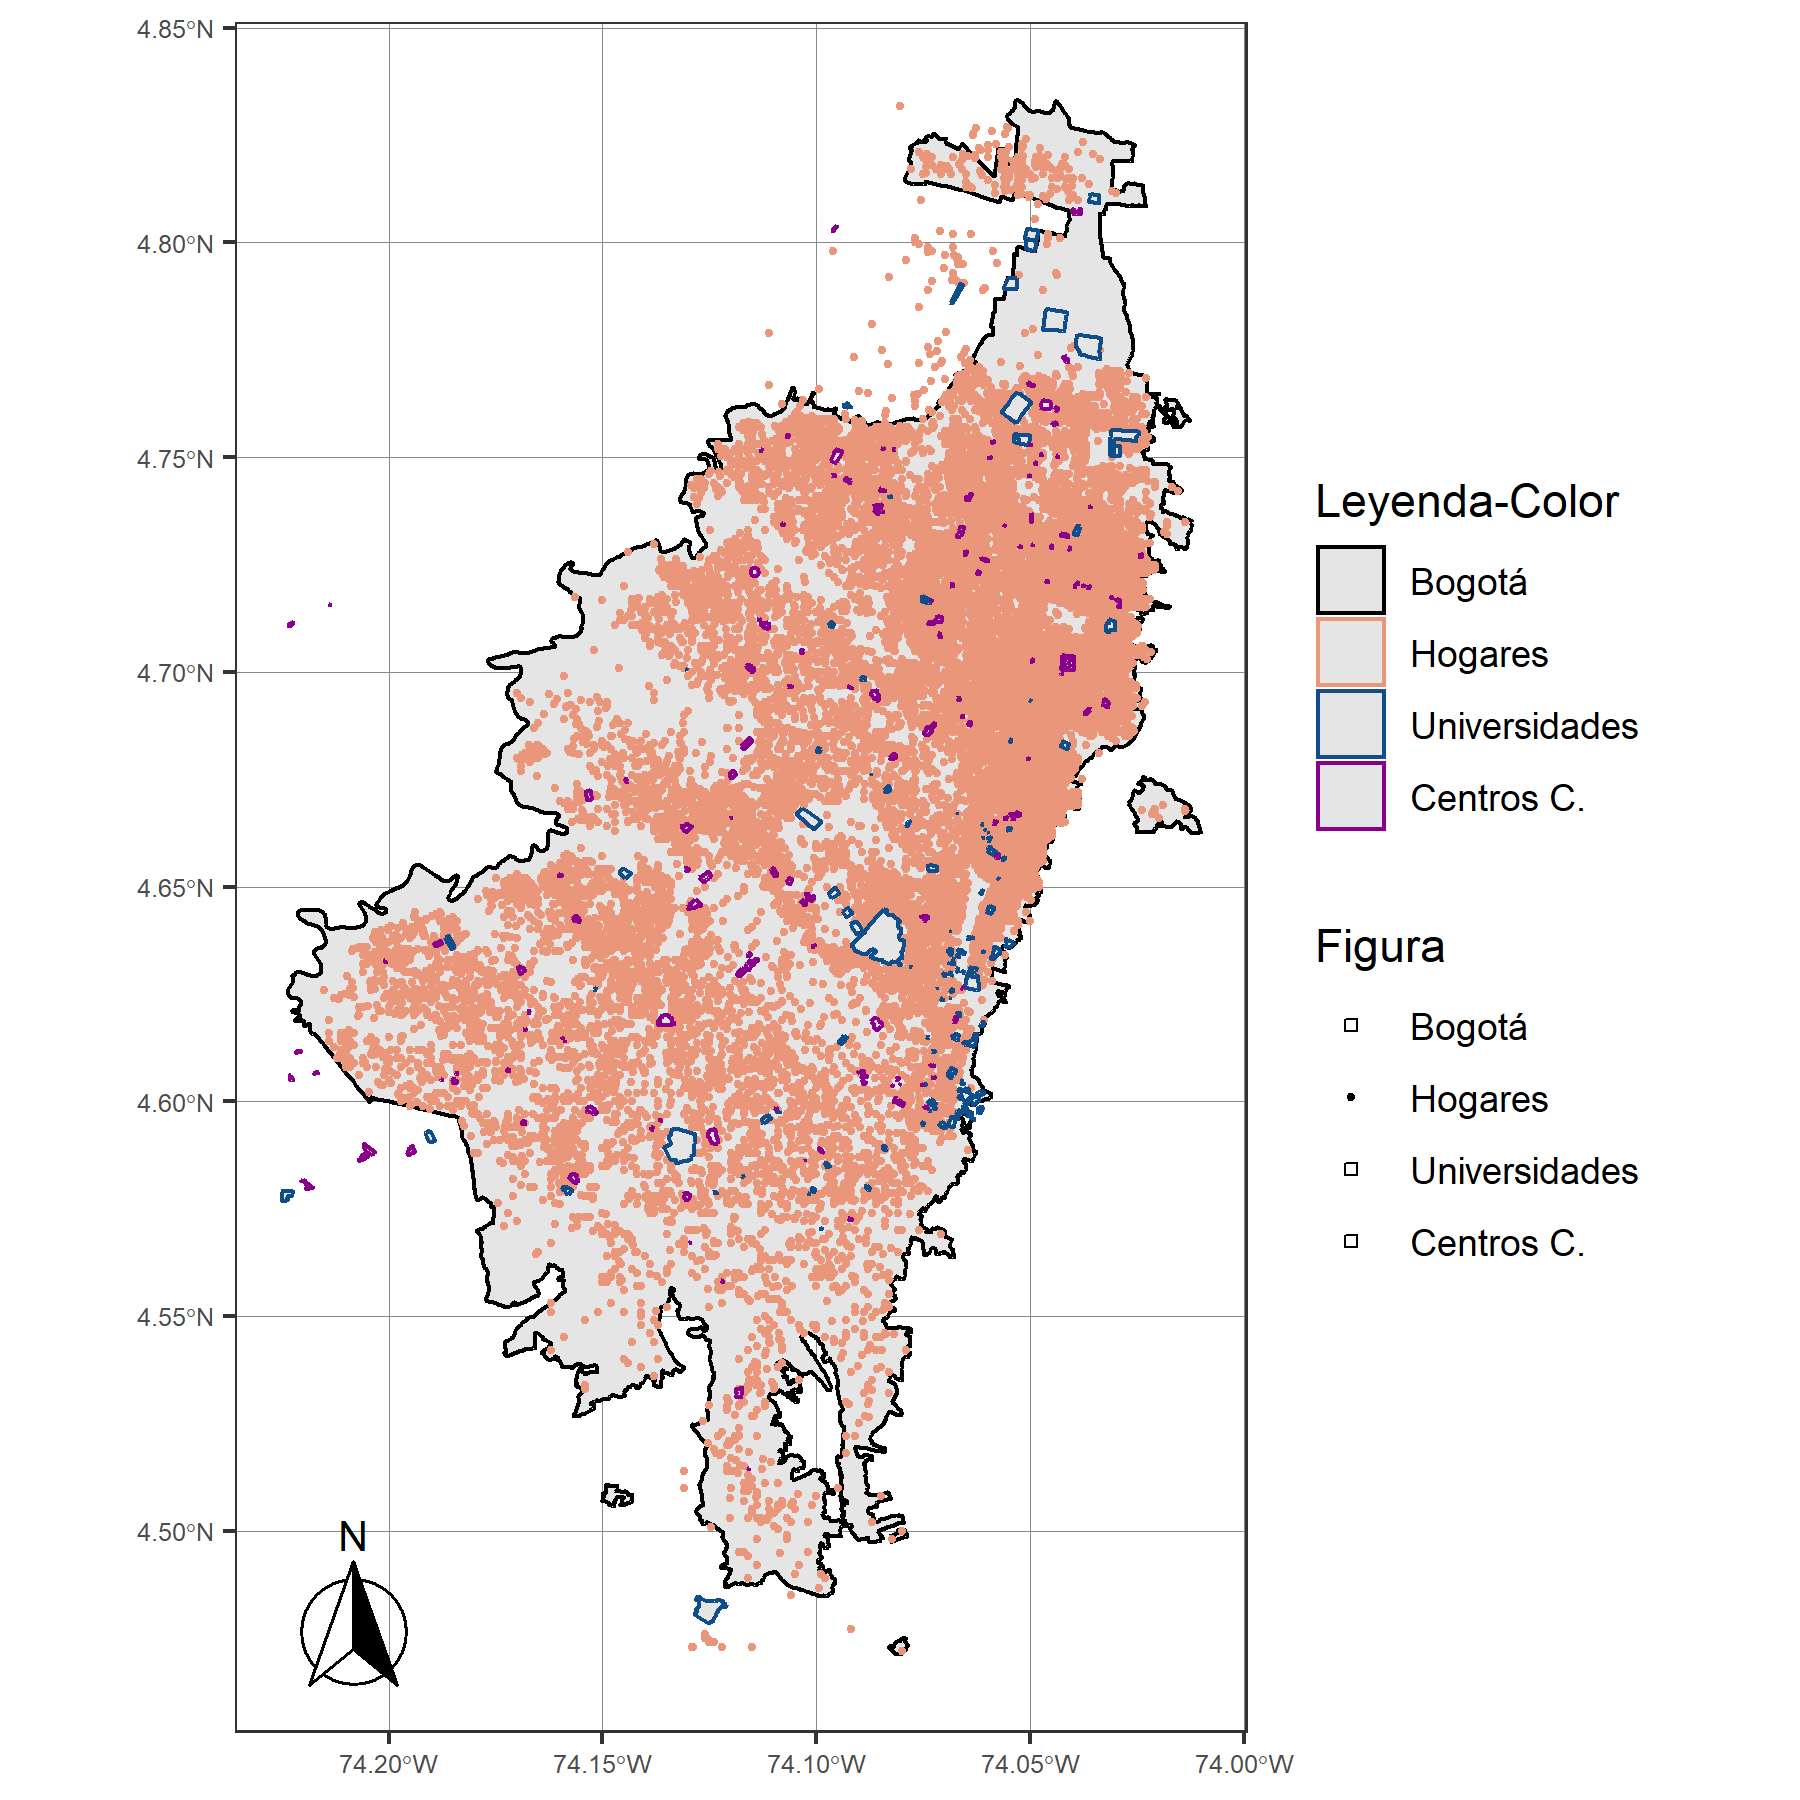 4.85°N
4.80°N
4.75°N
4.70°N
4.65°N
4.60°N
4.55°N
4.50°N
N
74.20°W
74.15°W
74.10°W
74.05°W
74.00°W
Leyenda-Color
Bogotá
Hogares
Universidades
Centros C.
Figura
Bogotá
Hogares
Universidades
Centros C.